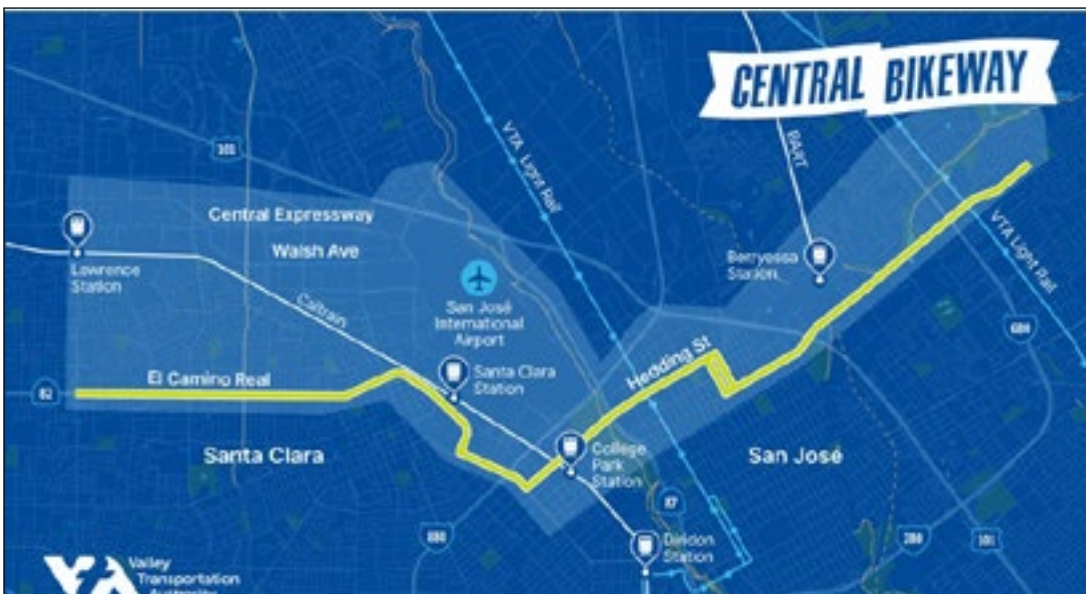 CENTRAL BIKEWAY
101
VTA Light Rail
BART
Central Expressway
Walsh Ave
Lawrence
Station
San José
International
Airport
Berryessa
Station
VTA Light Rail
Caltrain
680
El Camino Real
82
Santa Clara
Station
Hedding St
Santa Clara
College
Park
Station
San José
87
880
Diridon
Station
280
101
VTA
Valley
Transportation
Authority